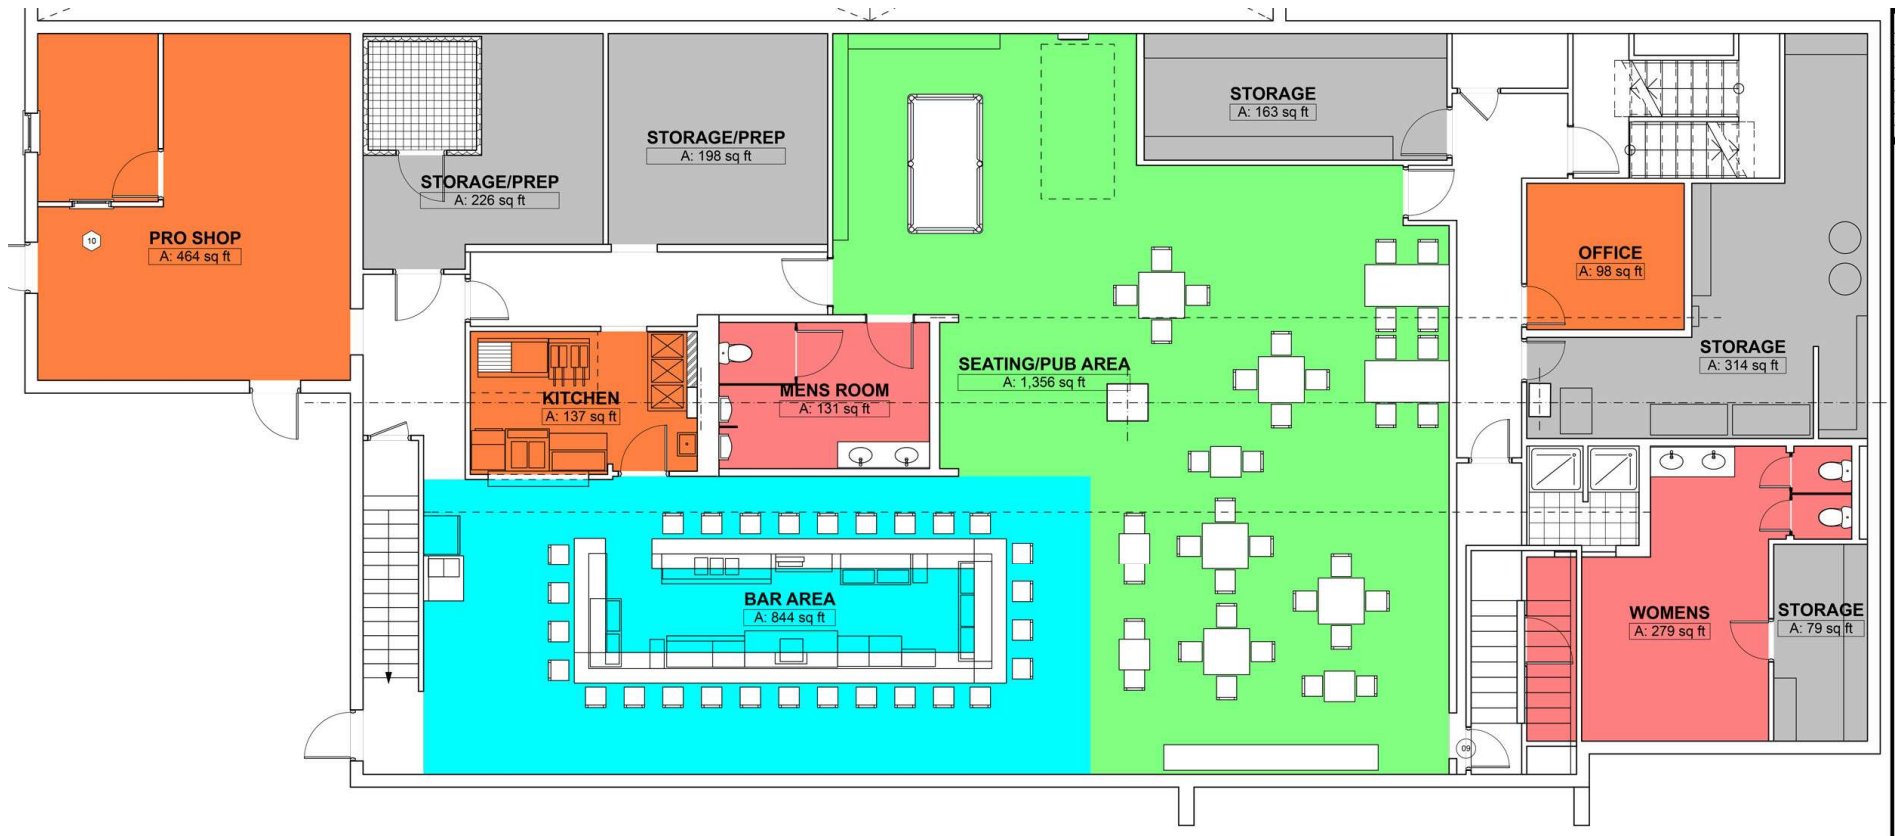 STORAGE
A: 163 sq ft
STORAGE/PREP
A: 198 sq ft
STORAGE/PREP
A: 226 sq ft
PRO SHOP
A: 464 sq ft
10
OFFICE
A: 98 sq ft
STORAGE
A: 314 sq ft
SEATING/PUB AREA
A: 1,356 sq ft
MENS ROOM
A: 131 sq ft
KITCHEN
A: 137 sq ft
BAR AREA
A: 844 sq ft
WOMENS
A: 279 sq ft
STORAGE
A: 79 sq ft
09